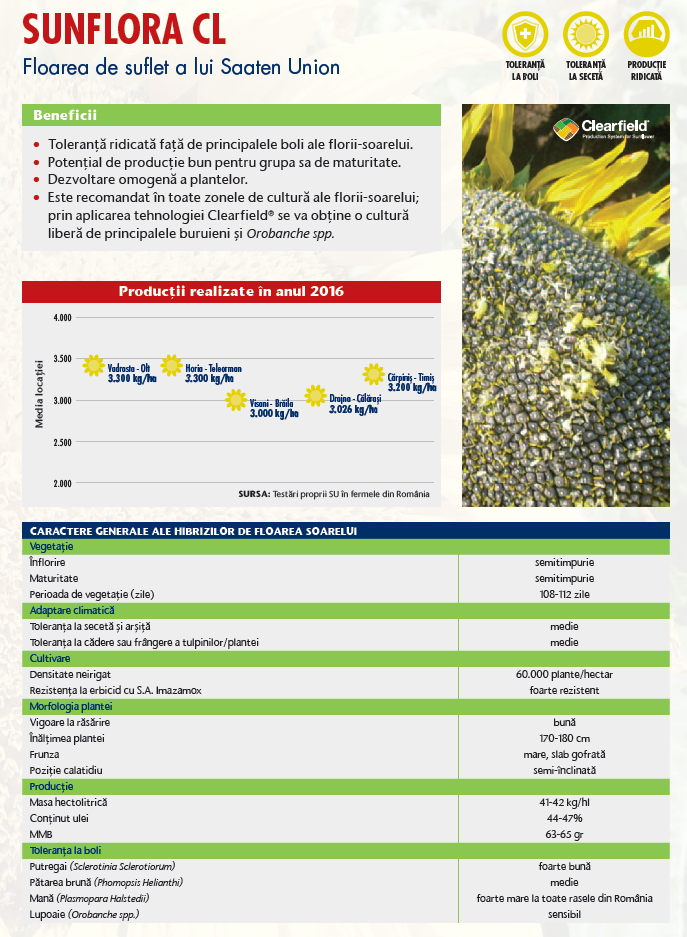 SUNFLORA CL
Floarea de suflet a lui Saaten Union
TOLERANȚĂ
LA BOLI
TOLERANȚĂ
LA SECETĂ
PRODUCȚIE
RIDICATĂ
Beneficii
• Toleranță ridicată față de principalele boli ale florii-soarelui.
• Potențial de producție bun pentru grupa sa de maturitate.
• Dezvoltare omogenă a plantelor.
• Este recomandat în toate zonele de cultură ale florii-soarelui;
prin aplicarea tehnologiei Clearfield® se va obține o cultură
liberă de principalele buruieni și Orobanche spp.
Clearfield®
Production System for Sunflower
Producții realizate în anul 2016
Media locației
4.000
3.500
3.000
2.500
2.000
Vadrasta - Olt
3.300 kg/ha
Horia - Teleorman
3.300 kg/ha
Visani - Brăila
3.000 kg/ha
Drajna - Călărași
3.026 kg/ha
Cărpiniș - Timiș
3.200 kg/ha
SURSA: Testări proprii SU în fermele din România
CARACTERE GENERALE ALE HIBRIZILOR DE FLOAREA SOARELUI
Vegetație
Înflorire semitimpurie
Maturitate semitimpurie
Perioada de vegetație (zile) 108-112 zile
Adaptare climatică
Toleranța la secetă și arșiță medie
Toleranța la cădere sau frângere a tulpinilor/plantei medie
Cultivare
Densitate neirigat 60.000 plante/hectar
Rezistența la erbicid cu S.A. Imazamox foarte rezistent
Morfologia plantei
Vigoare la răsărire bună
Înălțimea plantei 170-180 cm
Frunza mare, slab gofrată
Poziție calatidiu semi-înclinată
Producție
Masa hectolitrică 41-42 kg/hl
Conținut ulei 44-47%
MMB 63-65 gr
Toleranța la boli
Putregai (Sclerotinia Sclerotiorum) foarte bună
Pătarea brună (Phomopsis Helianthi) medie
Mană (Plasmopara Halstedii) foarte mare la toate rasele din România
Lupoaie (Orobanche spp.) sensibil